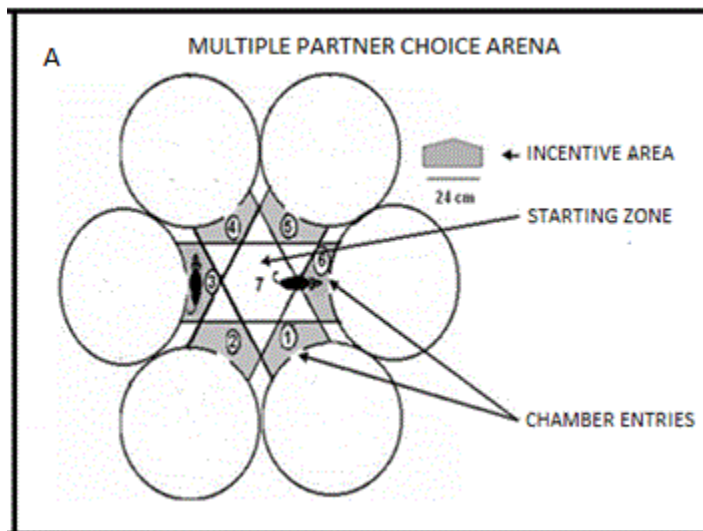 A
MULTIPLE PARTNER CHOICE ARENA
INCENTIVE AREA
24 cm
STARTING ZONE
4
5
6
3
7
2
1
CHAMBER ENTRIES